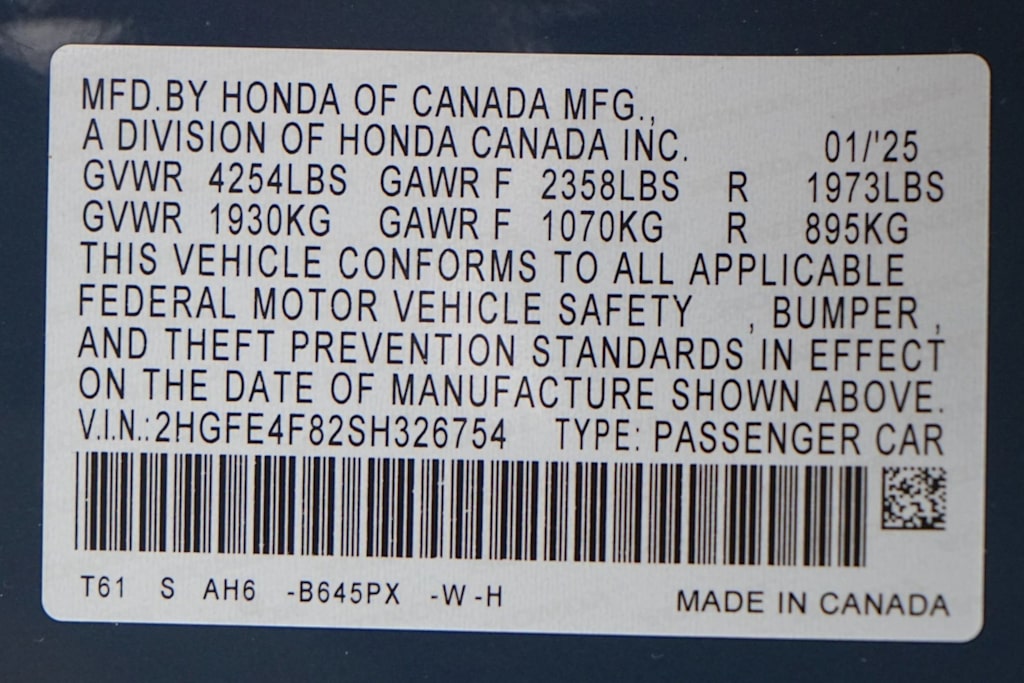 MFD.BY HONDA OF CANADA MFG.,
A DIVISION OF HONDA CANADA INC. 01/'25
GVWR 4254LBS GAWR F 2358LBS R 1973LBS
GVWR 1930KG GAWR F 1070KG R 895KG
THIS VEHICLE CONFORMS TO ALL APPLICABLE
FEDERAL MOTOR VEHICLE SAFETY , BUMPER ,
AND THEFT PREVENTION STANDARDS IN EFFECT
ON THE DATE OF MANUFACTURE SHOWN ABOVE.
V.I.N.:2HGFE4F82SH326754 TYPE: PASSENGER CAR
T61 S AH6 -B645PX -W -H MADE IN CANADA